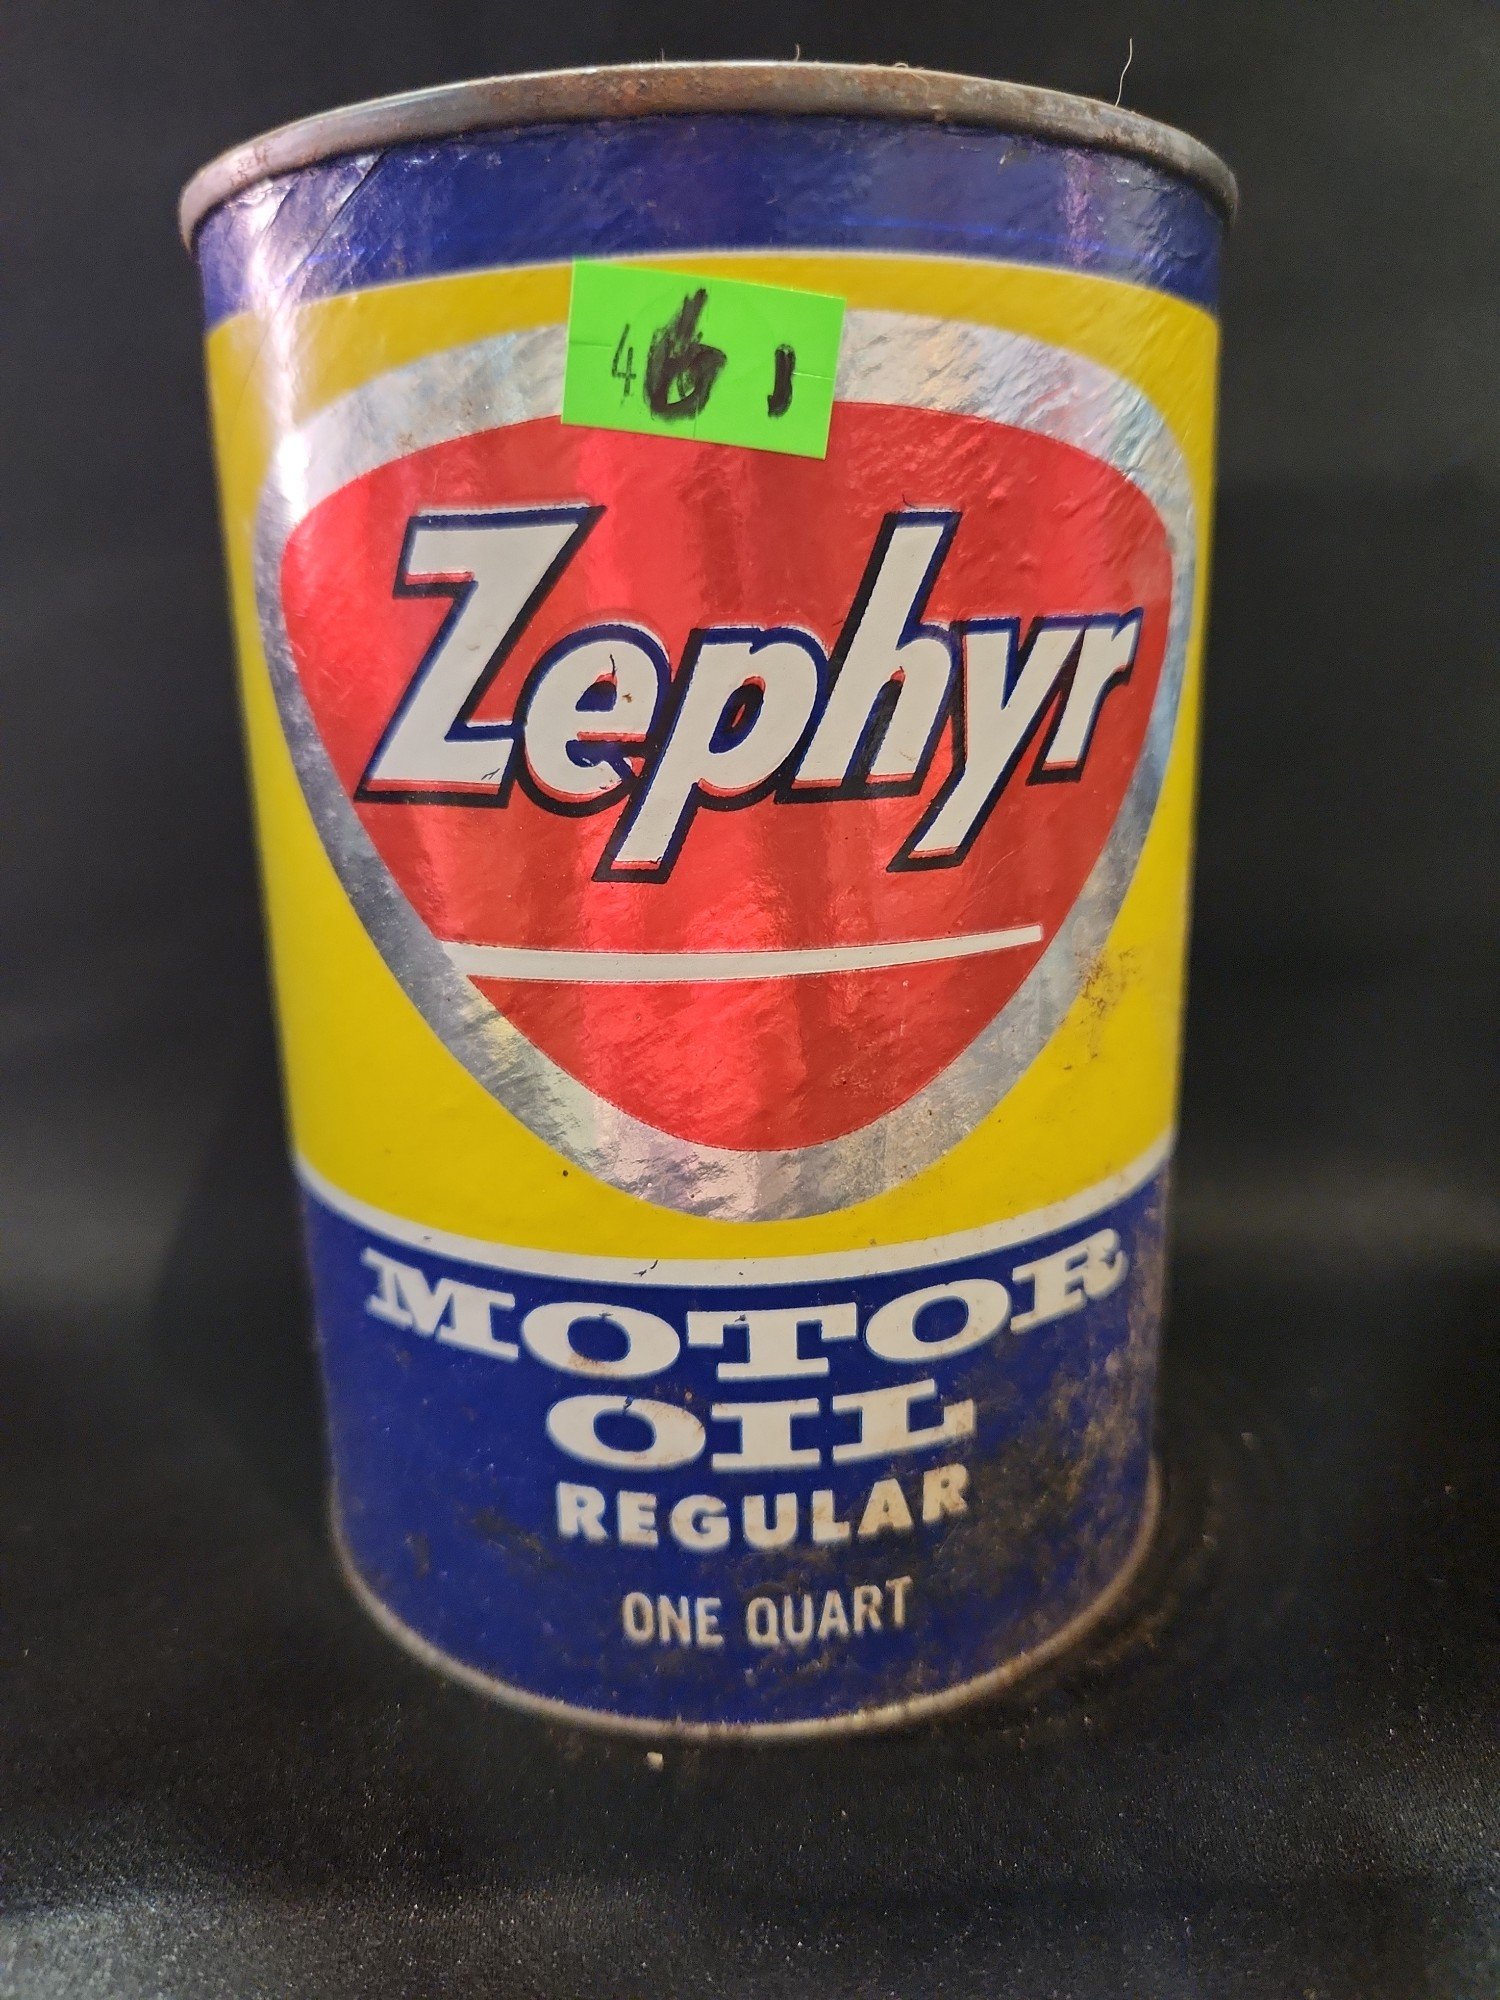 Zephyr
MOTOR
OIL
REGULAR
ONE QUART